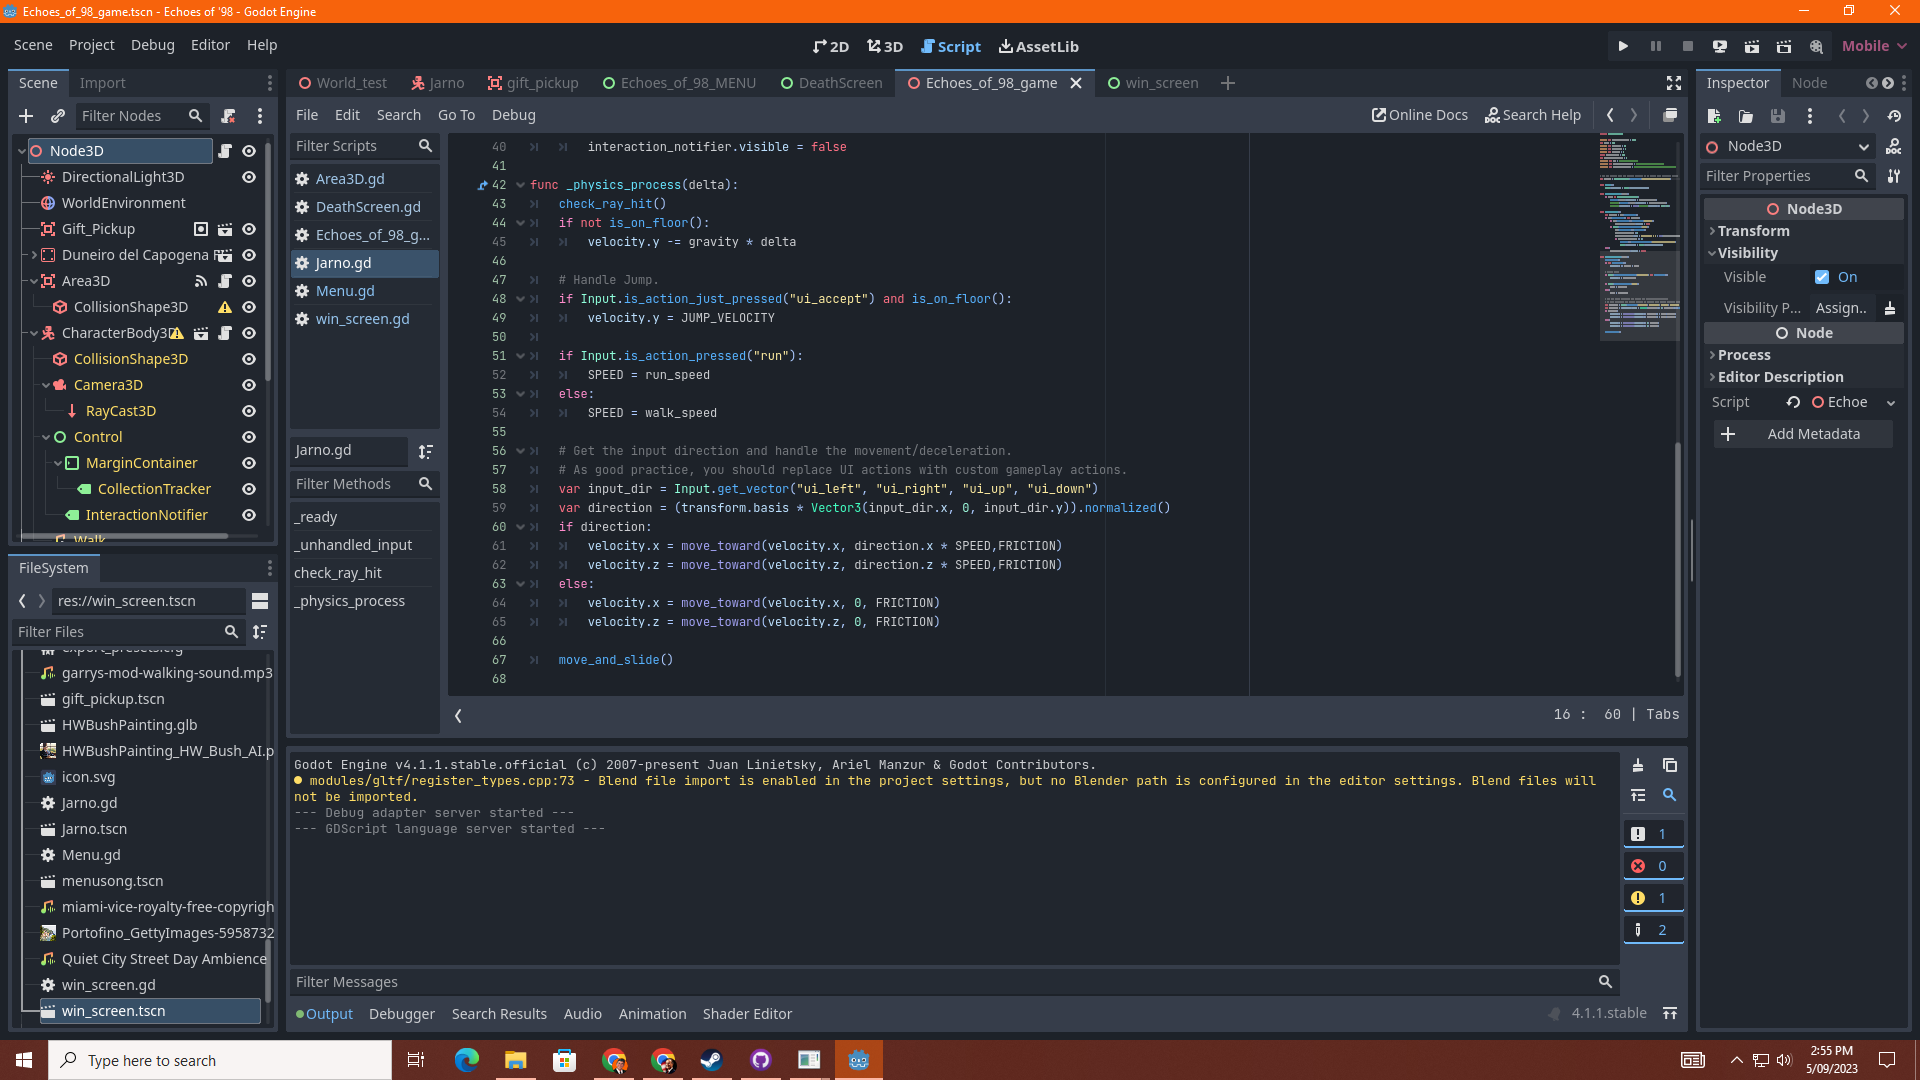 Echoes_of_98_game.tscn - Echoes of '98 - Godot Engine
Scene Project Debug Editor Help
2D 3D Script AssetLib
Mobile
Scene Import
Filter Nodes
Node3D
DirectionalLight3D
WorldEnvironment
Gift_Pickup
Duneiro del Capogena
Area3D
CollisionShape3D
CharacterBody3D
CollisionShape3D
Camera3D
RayCast3D
Control
MarginContainer
CollectionTracker
InteractionNotifier
Walk
FileSystem
res://win_screen.tscn
Filter Files
export_presets.cfg
garrys-mod-walking-sound.mp3
gift_pickup.tscn
HWBushPainting.glb
HWBushPainting_HW_Bush_AI.p
icon.svg
Jarno.gd
Jarno.tscn
Menu.gd
menusong.tscn
miami-vice-royalty-free-copyrigh
Portofino_GettyImages-5958732
Quiet City Street Day Ambience
win_screen.gd
win_screen.tscn
World_test Jarno gift_pickup Echoes_of_98_MENU DeathScreen Echoes_of_98_game win_screen
File Edit Search Go To Debug
Online Docs Search Help
Filter Scripts
Area3D.gd
DeathScreen.gd
Echoes_of_98_g...
Jarno.gd
Menu.gd
win_screen.gd
Jarno.gd
Filter Methods
_ready
_unhandled_input
check_ray_hit
_physics_process
40 interaction_notifier.visible = false
41
42 func _physics_process(delta):
43 check_ray_hit()
44 if not is_on_floor():
45 velocity.y -= gravity * delta
46
47 # Handle Jump.
48 if Input.is_action_just_pressed("ui_accept") and is_on_floor():
49 velocity.y = JUMP_VELOCITY
50
51 if Input.is_action_pressed("run"):
52 SPEED = run_speed
53 else:
54 SPEED = walk_speed
55
56 # Get the input direction and handle the movement/deceleration.
57 # As good practice, you should replace UI actions with custom gameplay actions.
58 var input_dir = Input.get_vector("ui_left", "ui_right", "ui_up", "ui_down")
59 var direction = (transform.basis * Vector3(input_dir.x, 0, input_dir.y)).normalized()
60 if direction:
61 velocity.x = move_toward(velocity.x, direction.x * SPEED,FRICTION)
62 velocity.z = move_toward(velocity.z, direction.z * SPEED,FRICTION)
63 else:
64 velocity.x = move_toward(velocity.x, 0, FRICTION)
65 velocity.z = move_toward(velocity.z, 0, FRICTION)
66
67 move_and_slide()
68
16 : 60 | Tabs
Godot Engine v4.1.1.stable.official (c) 2007-present Juan Linietsky, Ariel Manzur & Godot Contributors.
modules/gltf/register_types.cpp:73 - Blend file import is enabled in the project settings, but no Blender path is configured in the editor settings. Blend files will
not be imported.
--- Debug adapter server started ---
--- GDScript language server started ---
1
0
1
2
Filter Messages
Output Debugger Search Results Audio Animation Shader Editor
4.1.1.stable
Inspector Node
Node3D
Filter Properties
Node3D
Transform
Visibility
Visible On
Visibility P... Assign..
Node
Process
Editor Description
Script Echoe
Add Metadata
Type here to search
2:55 PM
5/09/2023